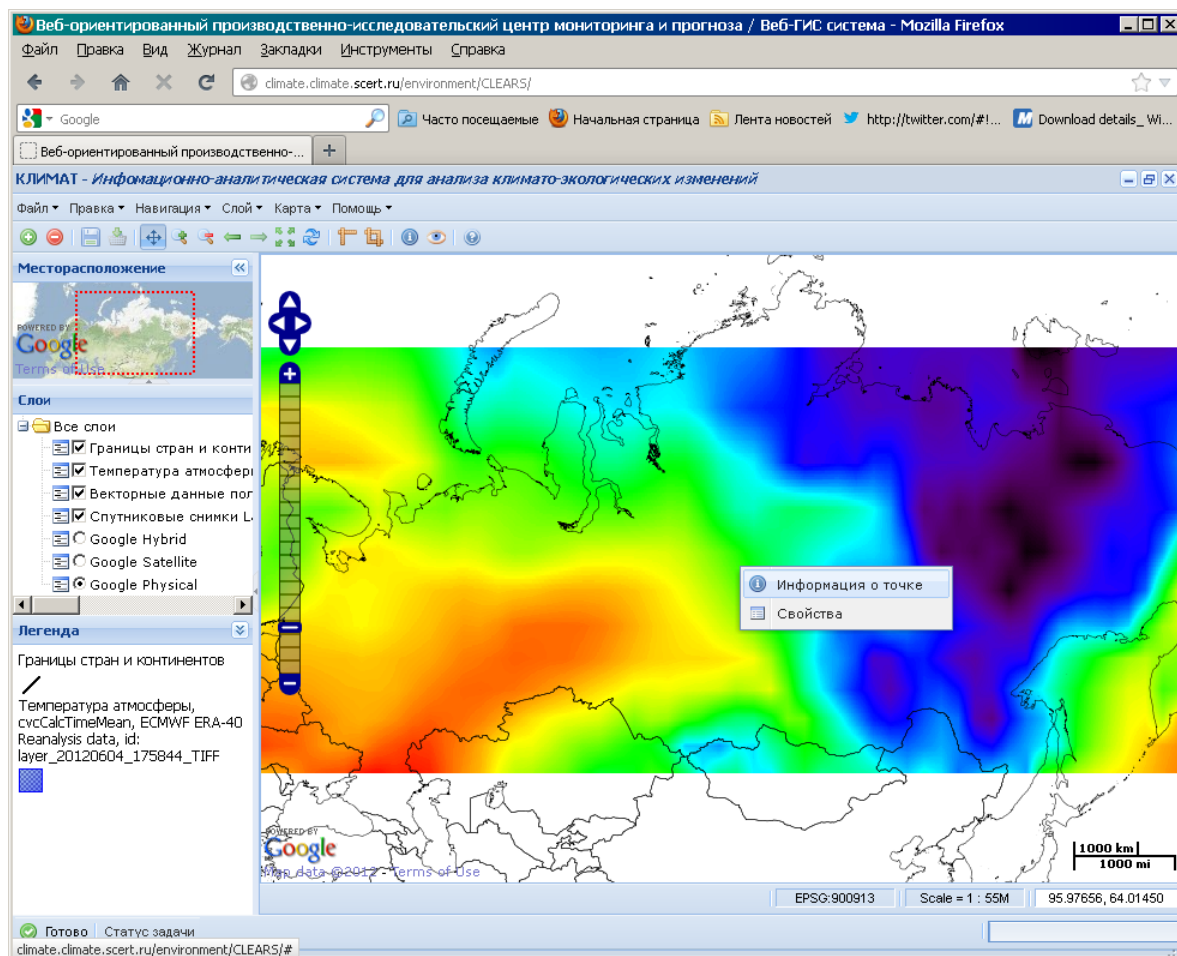 Веб-ориентированный производственно-исследовательский центр мониторинга и прогноза / Веб-ГИС система - Mozilla Firefox
Файл Правка Вид Журнал Закладки Инструменты Справка
climate.climate.scert.ru/environment/CLEARS/
Google Часто посещаемые Начальная страница Лента новостей http://twitter.com/#!... Download details_ Wi...
Веб-ориентированный производственно-...
КЛИМАТ - Инфомационно-аналитическая система для анализа климато-экологических изменений
Файл Правка Навигация Слой Карта Помощь
Месторасположение
POWERED BY
Google
Terms of Use
Слои
Все слои
Границы стран и конти
Температура атмосфер
Векторные данные пол
Спутниковые снимки L
Google Hybrid
Google Satellite
Google Physical
Легенда
Границы стран и континентов
Температура атмосферы,
cvcCalcTimeMean, ECMWF ERA-40
Reanalysis data, id:
layer_20120604_175844_TIFF
Информация о точке
Свойства
POWERED BY
Google
Map data @2012 - Terms of Use
1000 km
1000 mi
EPSG:900913 Scale = 1 : 55M 95.97656, 64.01450
Готово Статус задачи
climate.climate.scert.ru/environment/CLEARS/#